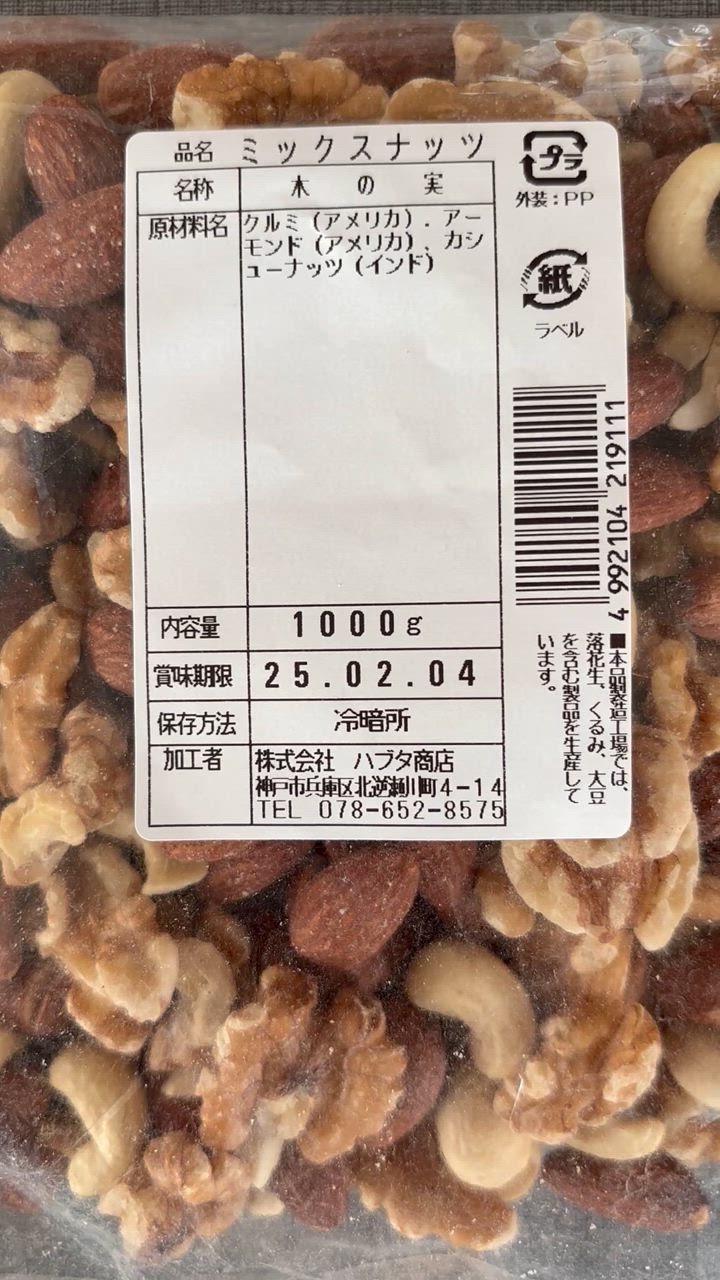 品名 ミックスナッツ
名称 木の実
原材料名 クルミ（アメリカ）．アー
モンド（アメリカ）、カシ
ューナッツ（インド）
内容量 1000g
賞味期限 25.02.04
保存方法 冷暗所
加工者 株式会社 ハブタ商店
神戸市兵庫区北逆瀬川町4-14
TEL 078-652-8575
プラ
外装：PP
紙
ラベル
4 992104 219111
■本品製造工場では、
落花生、くるみ、大豆
を含む製品を生産して
います。